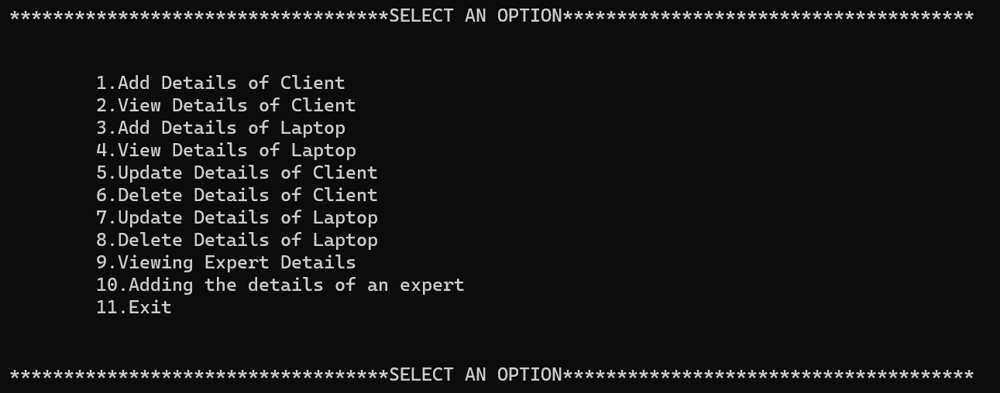 ***********************************SELECT AN OPTION**************************************
1.Add Details of Client
2.View Details of Client
3.Add Details of Laptop
4.View Details of Laptop
5.Update Details of Client
6.Delete Details of Client
7.Update Details of Laptop
8.Delete Details of Laptop
9.Viewing Expert Details
10.Adding the details of an expert
11.Exit
***********************************SELECT AN OPTION**************************************